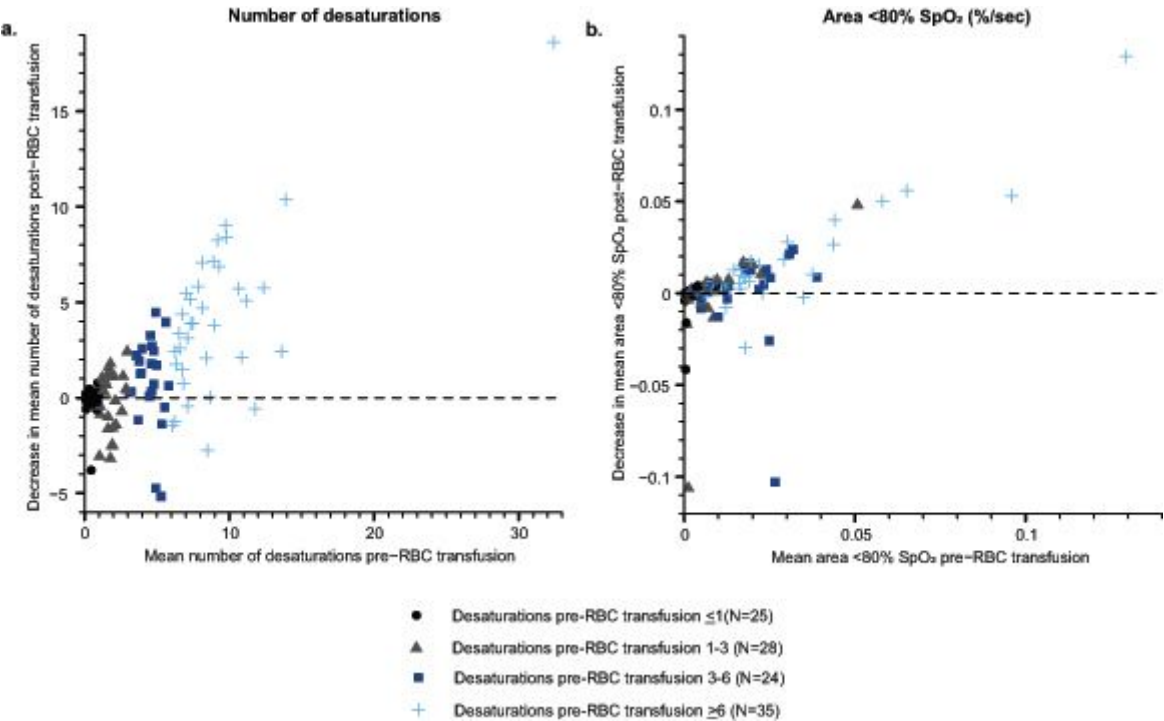 Number of desaturations
a.
Decrease in mean number of desaturations post−RBC transfusion
15
10
5
0
−5
0
10
20
30
Mean number of desaturations pre−RBC transfusion
Area <80% SpO₂ (%/sec)
b.
Decrease in mean area <80% SpO₂ post−RBC transfusion
0.1
0.05
0
−0.05
−0.1
0
0.05
0.1
Mean area <80% SpO₂ pre−RBC transfusion
Desaturations pre-RBC transfusion ≤1(N=25)
Desaturations pre-RBC transfusion 1-3 (N=28)
Desaturations pre-RBC transfusion 3-6 (N=24)
Desaturations pre-RBC transfusion ≥6 (N=35)